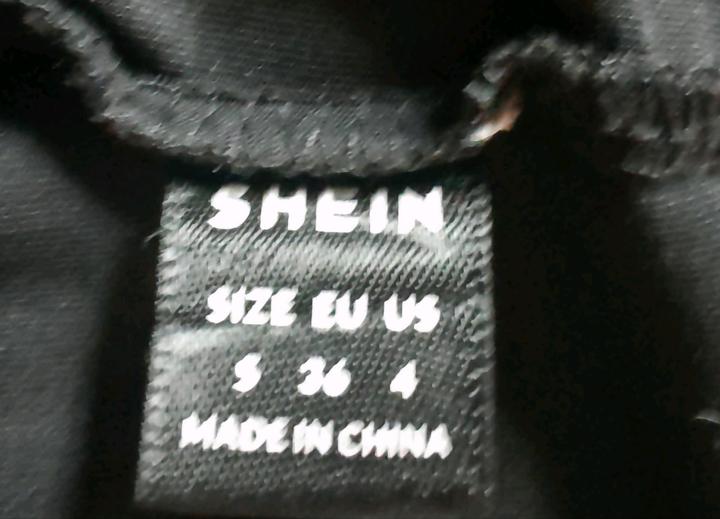 SHEIN
SIZE EU US
S 36 4
MADE IN CHINA